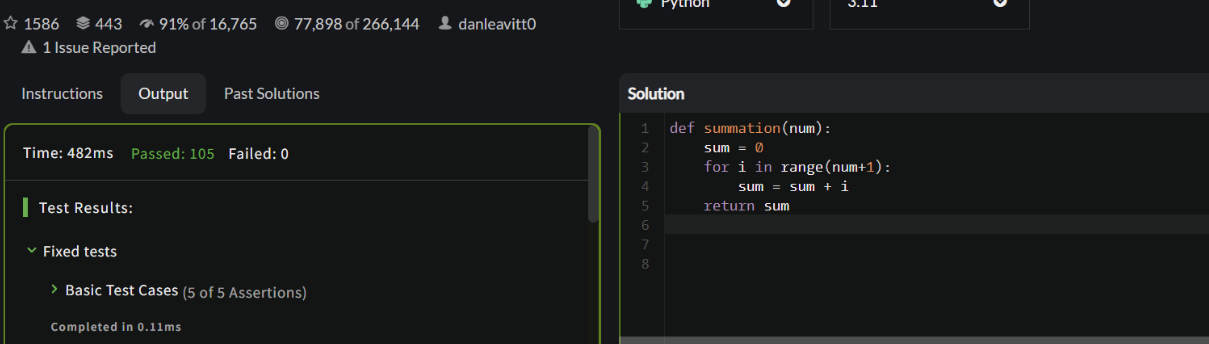 Python
3.11
1586 443 91% of 16,765 77,898 of 266,144 danleavitt0
1 Issue Reported
Instructions Output Past Solutions
Time: 482ms Passed: 105 Failed: 0
Test Results:
Fixed tests
Basic Test Cases (5 of 5 Assertions)
Completed in 0.11ms
Solution
1 def summation(num):
2     sum = 0
3     for i in range(num+1):
4         sum = sum + i
5     return sum
6
7
8